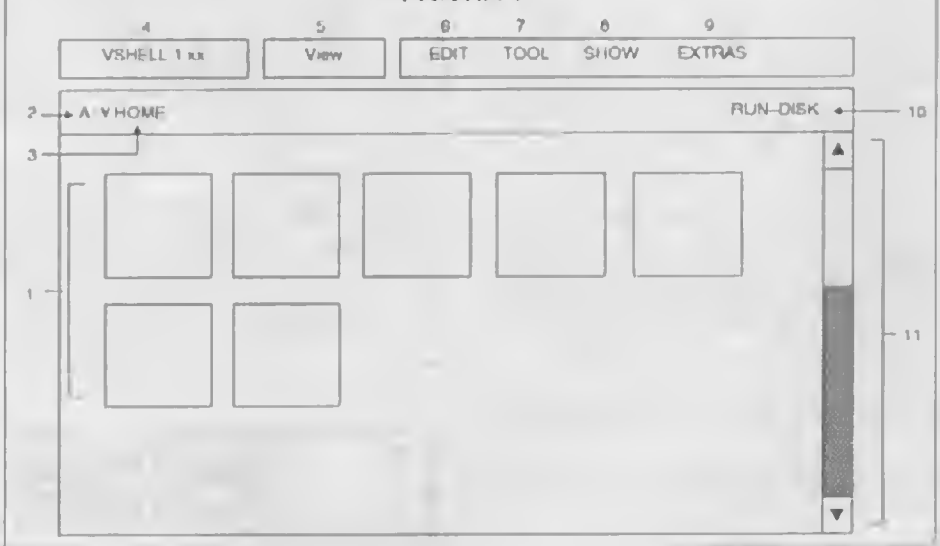 4 5 6 7 8 9
VSHELL 1 xx View EDIT TOOL SHOW EXTRAS
2 A ¥HOME RUN-DISK 10
3
1
11